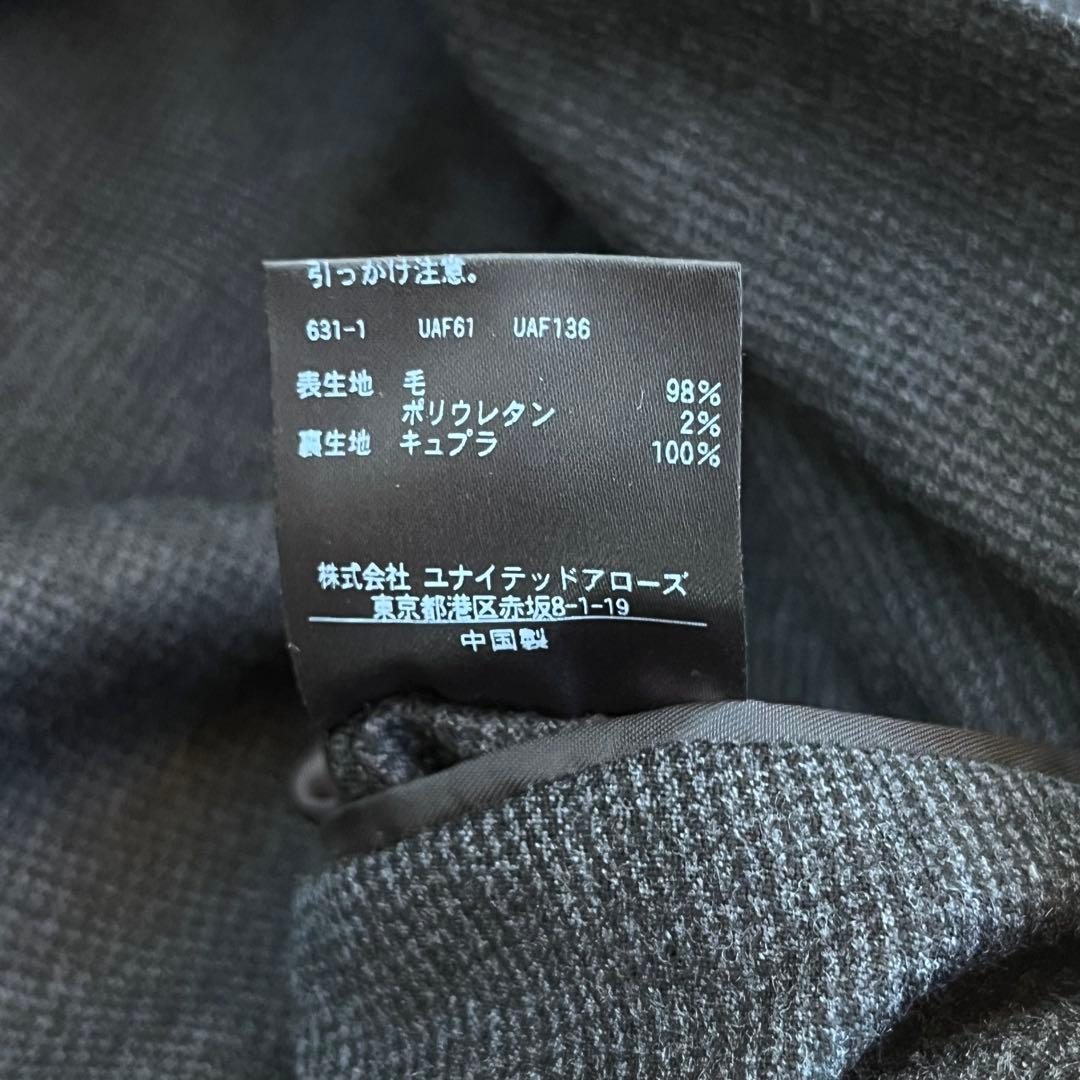 引っかけ注意。
631-1 UAF61 UAF136
表生地 毛 98%
ポリウレタン 2%
裏生地 キュプラ 100%
株式会社 ユナイテッドアローズ
東京都港区赤坂8-1-19
中国製